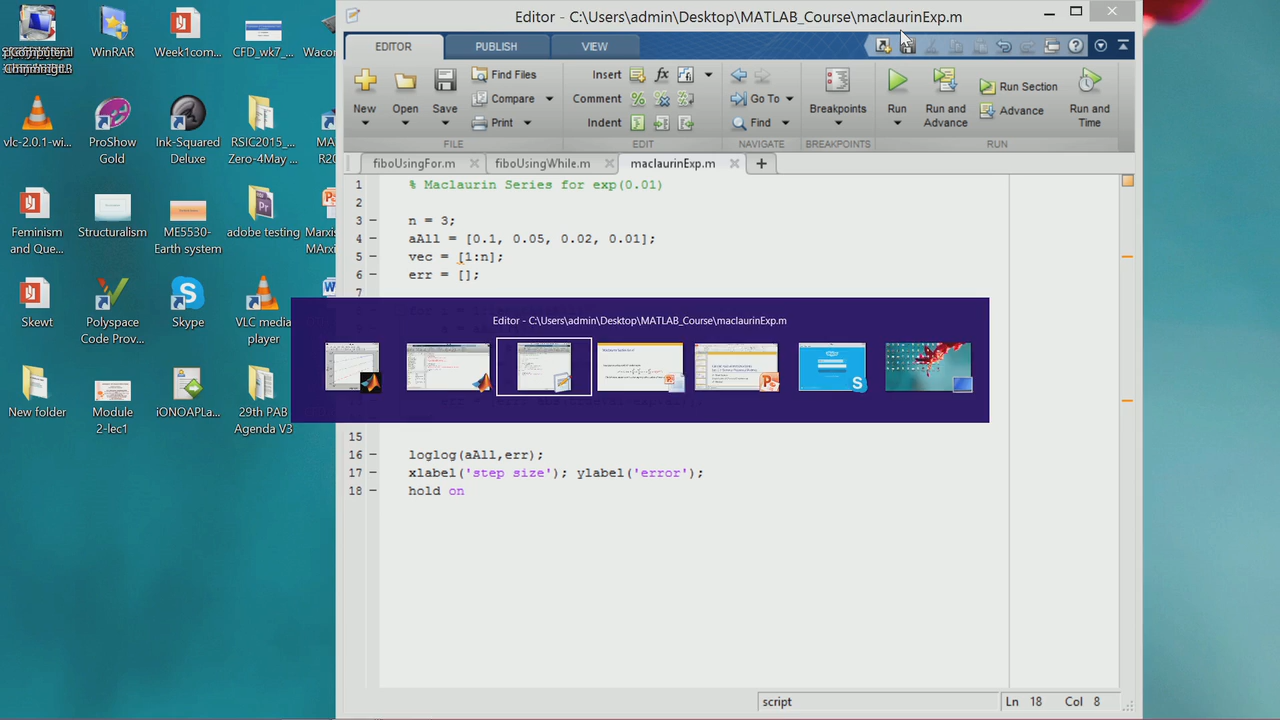 Editor - C:\Users\admin\Desktop\MATLAB_Course\maclaurinExp.m
EDITOR
PUBLISH
VIEW
New
Open
Save
Find Files
Compare
Print
FILE
Insert
Comment
Indent
EDIT
Go To
Find
NAVIGATE
Breakpoints
BREAKPOINTS
Run
Run and
Advance
Run Section
Advance
Run and
Time
RUN
fiboUsingFor.m
fiboUsingWhile.m
maclaurinExp.m
1 % Maclaurin Series for exp(0.01)
2
3 n = 3;
4 aAll = [0.1, 0.05, 0.02, 0.01];
5 vec = [1:n];
6 err = [];
7
Editor - C:\Users\admin\Desktop\MATLAB_Course\maclaurinExp.m
15
16 loglog(aAll,err);
17 xlabel('step size'); ylabel('error');
18 hold on
script
Ln 18 Col 8
WinRAR
Week1com...
CFD_wk7_...
Wacor
vlc-2.0.1-wi...
ProShow
Gold
Ink-Squared
Deluxe
RSIC2015_...
Zero-4May ...
MA
R20
Feminism
and Que...
Structuralism
ME5530-
Earth system
adobe testing
Marxis
MArxi
Skewt
Polyspace
Code Prov...
Skype
VLC media
player
New folder
Module
2-lec1
iONOAPLa...
29th PAB
Agenda V3